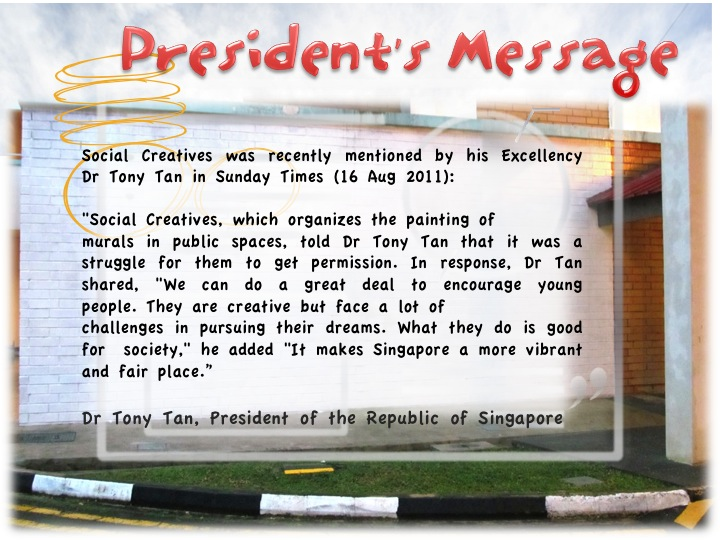 President's Message
Social Creatives was recently mentioned by his Excellency
Dr Tony Tan in Sunday Times (16 Aug 2011):
"Social Creatives, which organizes the painting of
murals in public spaces, told Dr Tony Tan that it was a
struggle for them to get permission. In response, Dr Tan
shared, "We can do a great deal to encourage young
people. They are creative but face a lot of
challenges in pursuing their dreams. What they do is good
for society," he added "It makes Singapore a more vibrant
and fair place.”
Dr Tony Tan, President of the Republic of Singapore